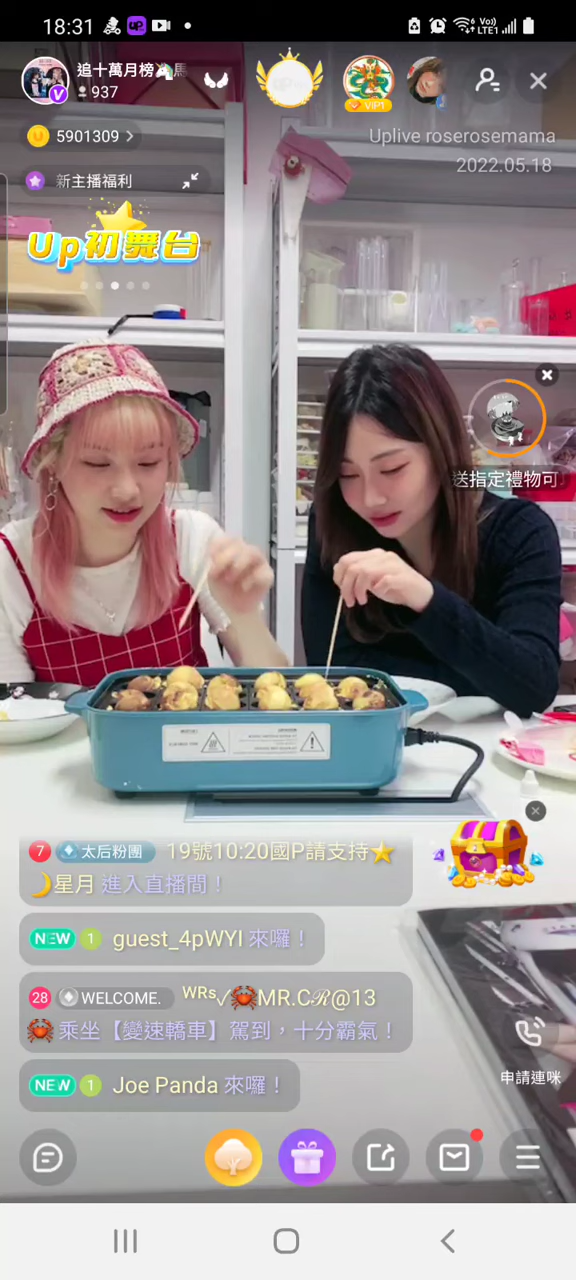 18:31
Vo))
LTE1
追十萬月榜🦄馬
937
VIP1
5901309
Uplive roserosemama
2022.05.18
新主播福利
Up初舞台
送指定禮物可
7 太后粉團 19號10:20國P請支持⭐
🌙星月 進入直播間！
NEW 1 guest_4pWYI 來囉！
28 WELCOME. ᵂᴿˢ✓🦀MR.Cℛ@13
🦀 乘坐【變速轎車】駕到，十分霸氣！
NEW 1 Joe Panda 來囉！
申請連咪